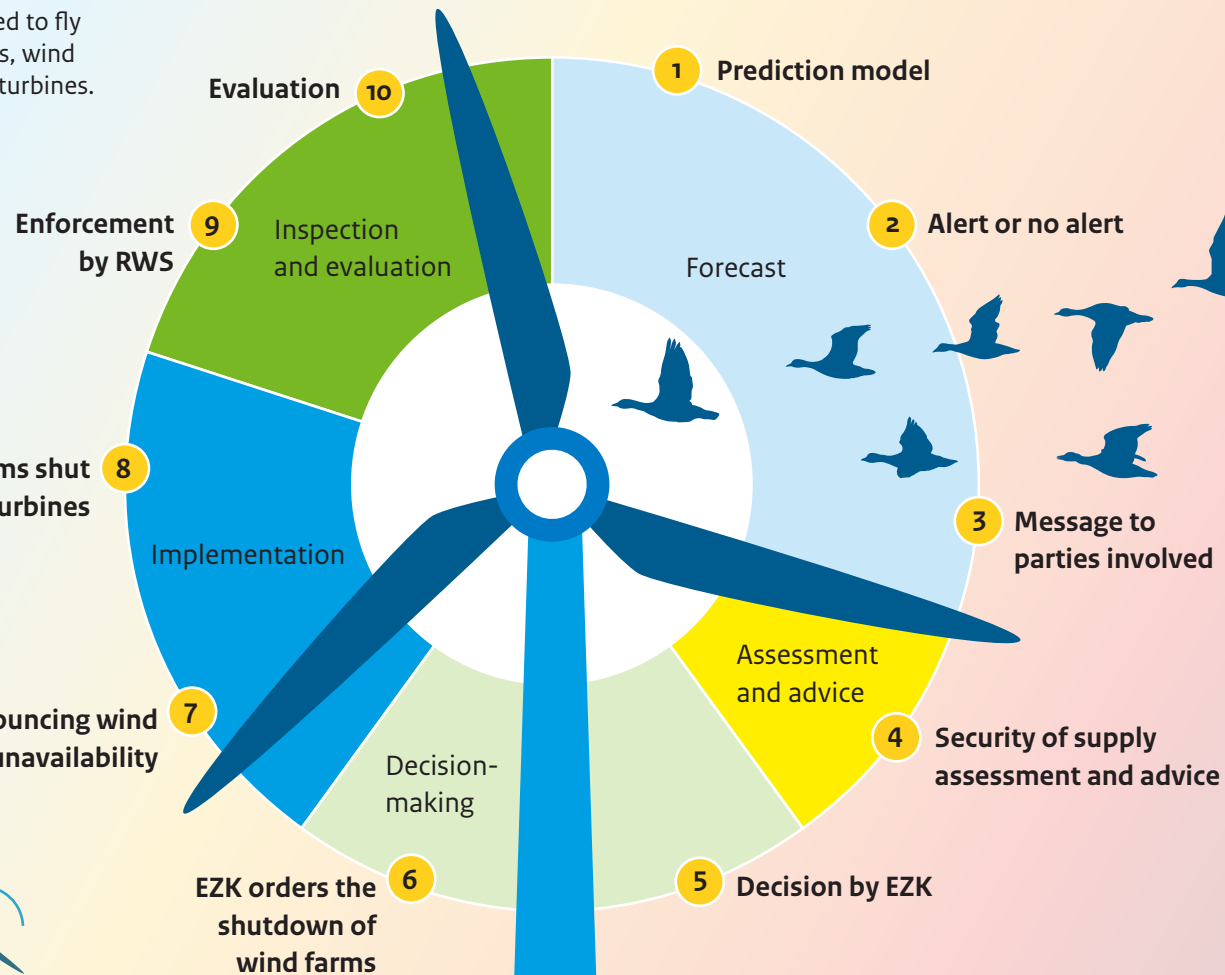 ed to fly
s, wind
turbines.
1 Prediction model
2 Alert or no alert
Forecast
3 Message to
parties involved
Assessment
and advice
4 Security of supply
assessment and advice
5 Decision by EZK
Decision-
making
6 EZK orders the
shutdown of
wind farms
7 ouncing wind
unavailability
Implementation
8 ms shut
urbines
9 Enforcement
by RWS
Inspection
and evaluation
10 Evaluation